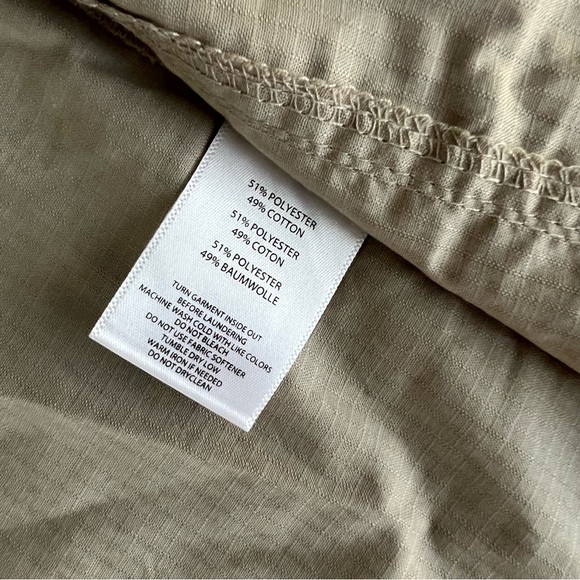 51% POLYESTER
49% COTTON
51% POLYESTER
49% COTON
51% POLYESTER
49% BAUMWOLLE
TURN GARMENT INSIDE OUT
BEFORE LAUNDERING
MACHINE WASH COLD WITH LIKE COLORS
DO NOT BLEACH
DO NOT USE FABRIC SOFTENER
TUMBLE DRY LOW
WARM IRON IF NEEDED
DO NOT DRYCLEAN